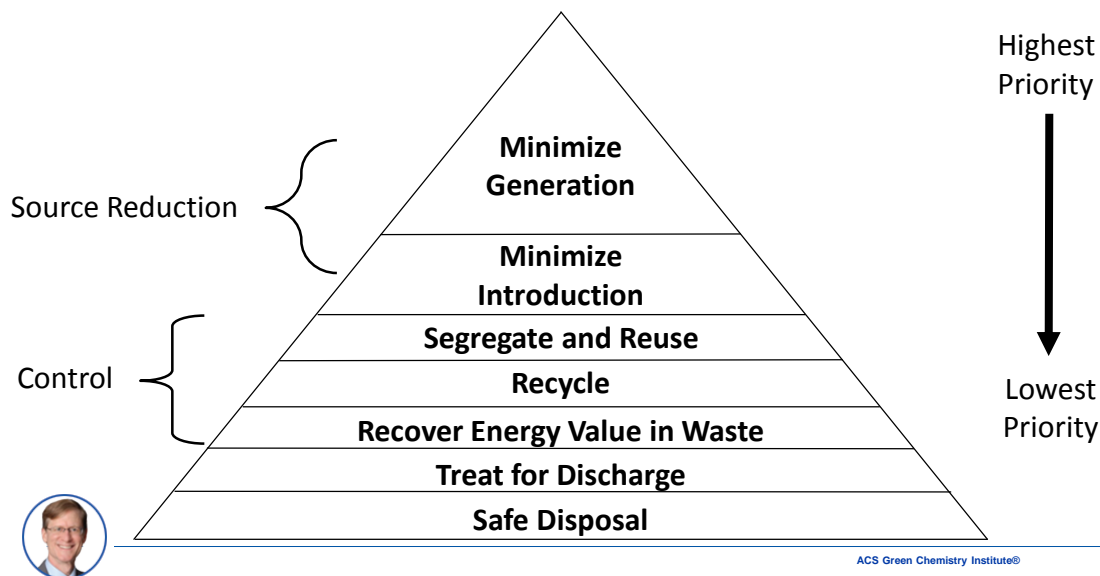 Highest
Priority
Minimize
Generation
Source Reduction
Minimize
Introduction
Segregate and Reuse
Control
Recycle
Lowest
Priority
Recover Energy Value in Waste
Treat for Discharge
Safe Disposal
ACS Green Chemistry Institute®